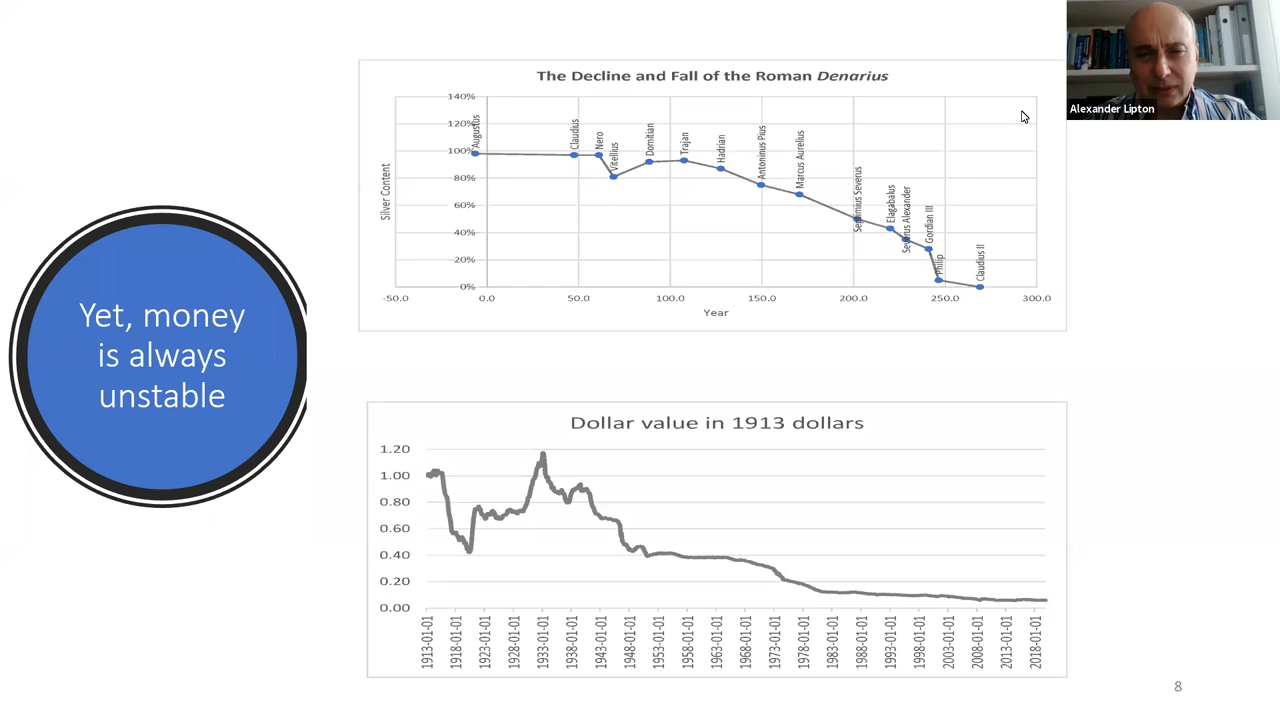 Yet, money
is always
unstable
The Decline and Fall of the Roman Denarius
140%
120%
100%
80%
60%
40%
20%
0%
Silver Content
Augustus
Claudius
Nero
Vitellius
Domitian
Trajan
Hadrian
Antoninus Pius
Marcus Aurelius
Septimius Severus
Elagabalus
Severus Alexander
Gordian III
Philip
Claudius II
-50.0 0.0 50.0 100.0 150.0 200.0 250.0 300.0
Year
Alexander Lipton
Dollar value in 1913 dollars
1.20
1.00
0.80
0.60
0.40
0.20
0.00
1913-01-01
1918-01-01
1923-01-01
1928-01-01
1933-01-01
1938-01-01
1943-01-01
1948-01-01
1953-01-01
1958-01-01
1963-01-01
1968-01-01
1973-01-01
1978-01-01
1983-01-01
1988-01-01
1993-01-01
1998-01-01
2003-01-01
2008-01-01
2013-01-01
2018-01-01
8